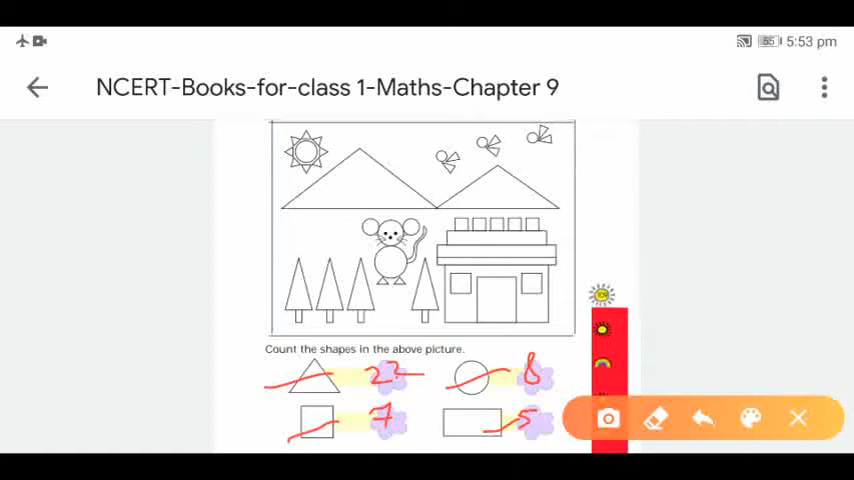 55 5:53 pm
NCERT-Books-for-class 1-Maths-Chapter 9
Count the shapes in the above picture.
22 8
7 5